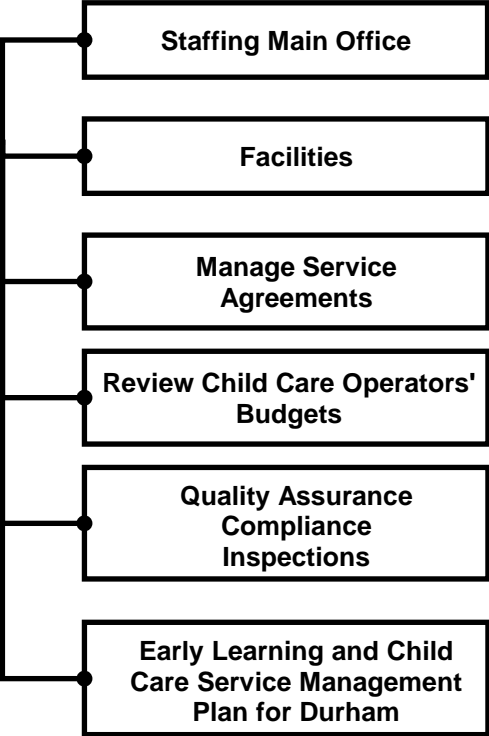 Staffing Main Office
Facilities
Manage Service
Agreements
Review Child Care Operators'
Budgets
Quality Assurance
Compliance
Inspections
Early Learning and Child
Care Service Management
Plan for Durham